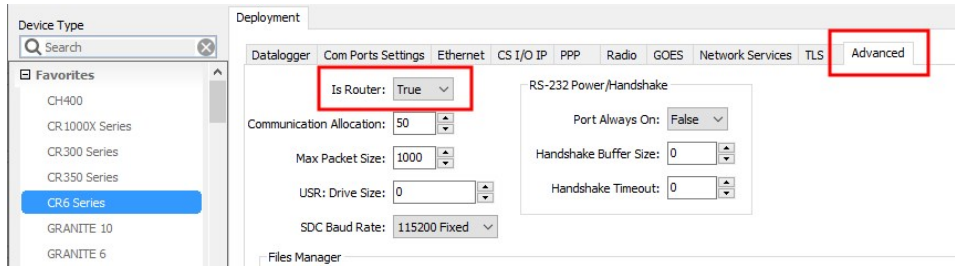 Device Type
Search
Favorites
CH400
CR1000X Series
CR300 Series
CR350 Series
CR6 Series
GRANITE 10
GRANITE 6
Deployment
Datalogger Com Ports Settings Ethernet CS I/O IP PPP Radio GOES Network Services TLS Advanced
Is Router: True
Communication Allocation: 50
Max Packet Size: 1000
USR: Drive Size: 0
SDC Baud Rate: 115200 Fixed
RS-232 Power/Handshake
Port Always On: False
Handshake Buffer Size: 0
Handshake Timeout: 0
Files Manager